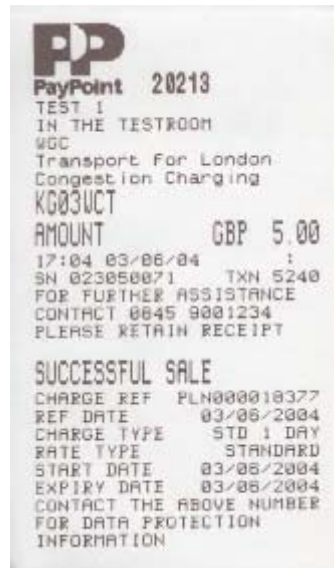 PP
PayPoint 20213
TEST 1
IN THE TESTROOM
WGC
Transport For London
Congestion Charging
KG03WCT
AMOUNT GBP 5.00
17:04 03/06/04 :
SN 023050071 TXN 5240
FOR FURTHER ASSISTANCE
CONTACT 0845 9001234
PLEASE RETAIN RECEIPT
SUCCESSFUL SALE
CHARGE REF PLN000018377
REF DATE 03/06/2004
CHARGE TYPE STD 1 DAY
RATE TYPE STANDARD
START DATE 03/06/2004
EXPIRY DATE 03/06/2004
CONTACT THE ABOVE NUMBER
FOR DATA PROTECTION
INFORMATION